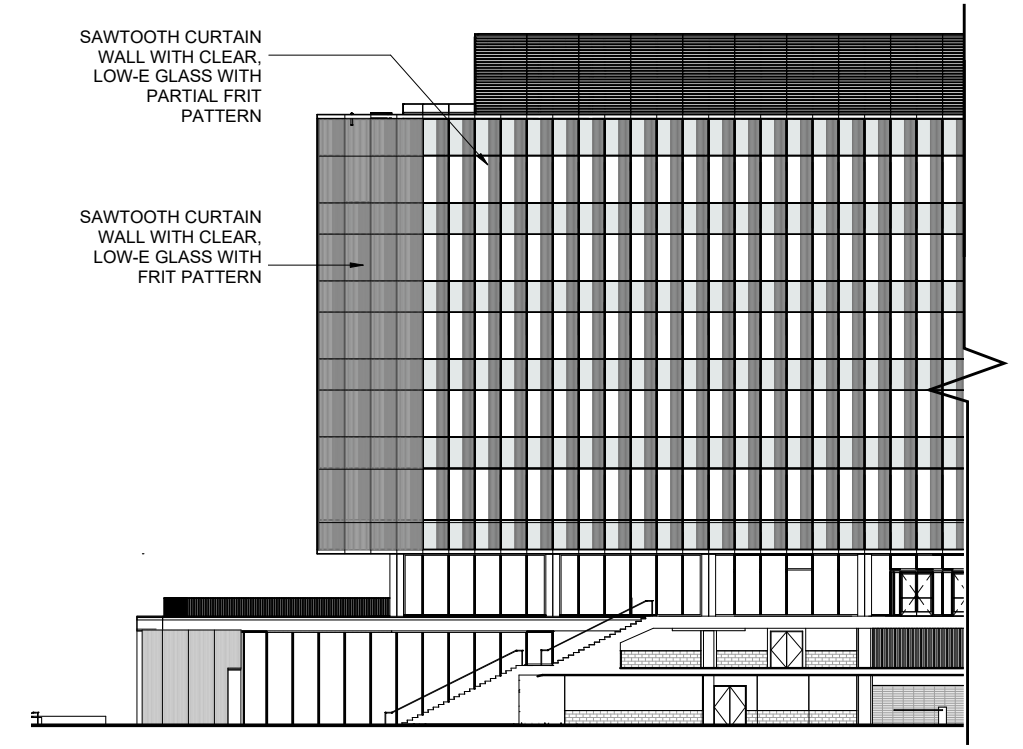 SAWTOOTH CURTAIN
WALL WITH CLEAR,
LOW-E GLASS WITH
PARTIAL FRIT
PATTERN
SAWTOOTH CURTAIN
WALL WITH CLEAR,
LOW-E GLASS WITH
FRIT PATTERN